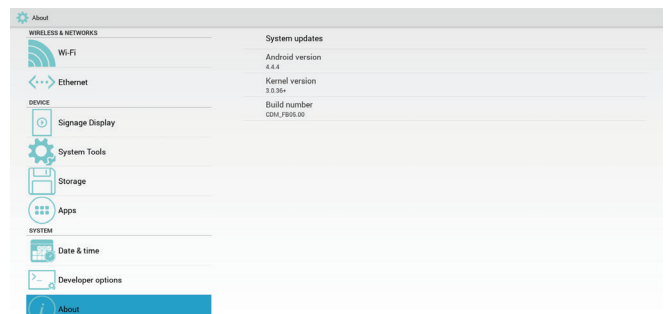 About
WIRELESS & NETWORKS
Wi-Fi
Ethernet
DEVICE
Signage Display
System Tools
Storage
Apps
SYSTEM
Date & time
Developer options
About
System updates
Android version
4.4.4
Kernel version
3.0.36+
Build number
CDM_FB05.00